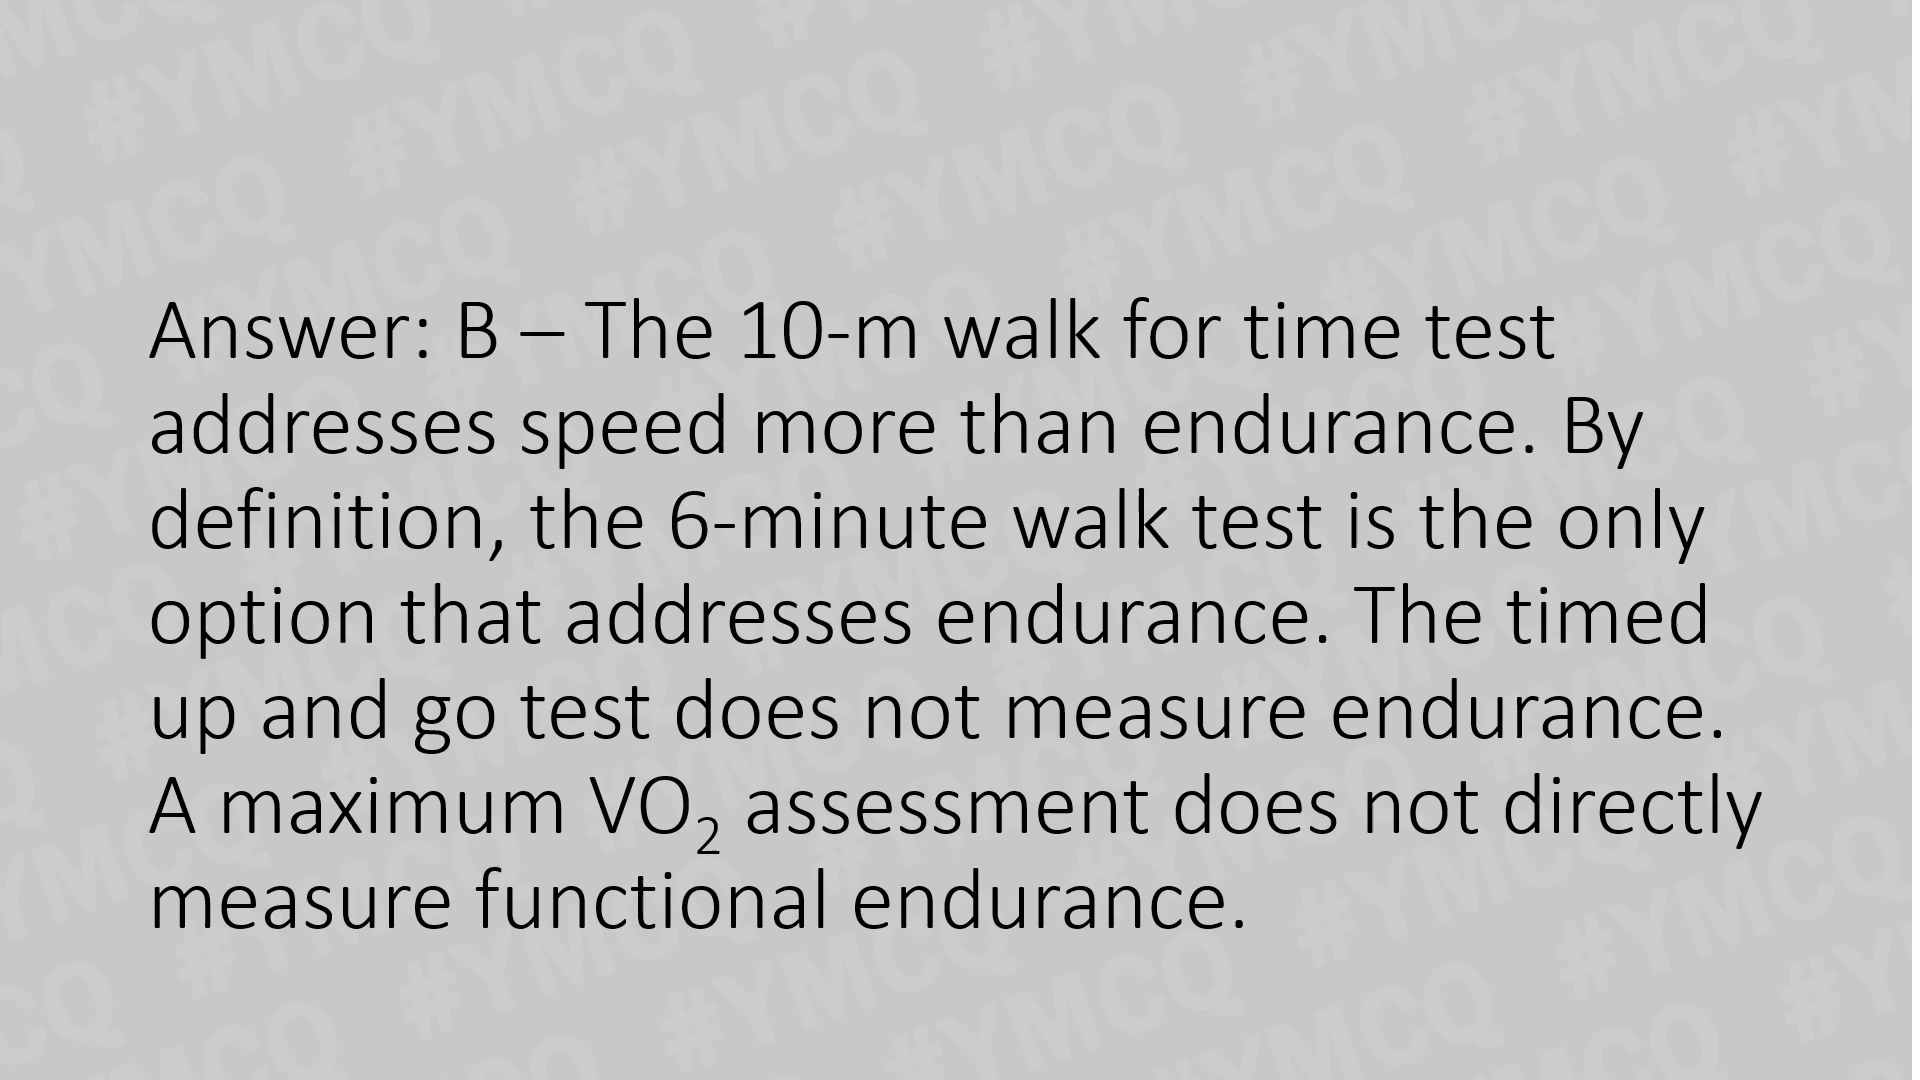 Answer: B – The 10-m walk for time test
addresses speed more than endurance. By
definition, the 6-minute walk test is the only
option that addresses endurance. The timed
up and go test does not measure endurance.
A maximum VO₂ assessment does not directly
measure functional endurance.
#YMCQ